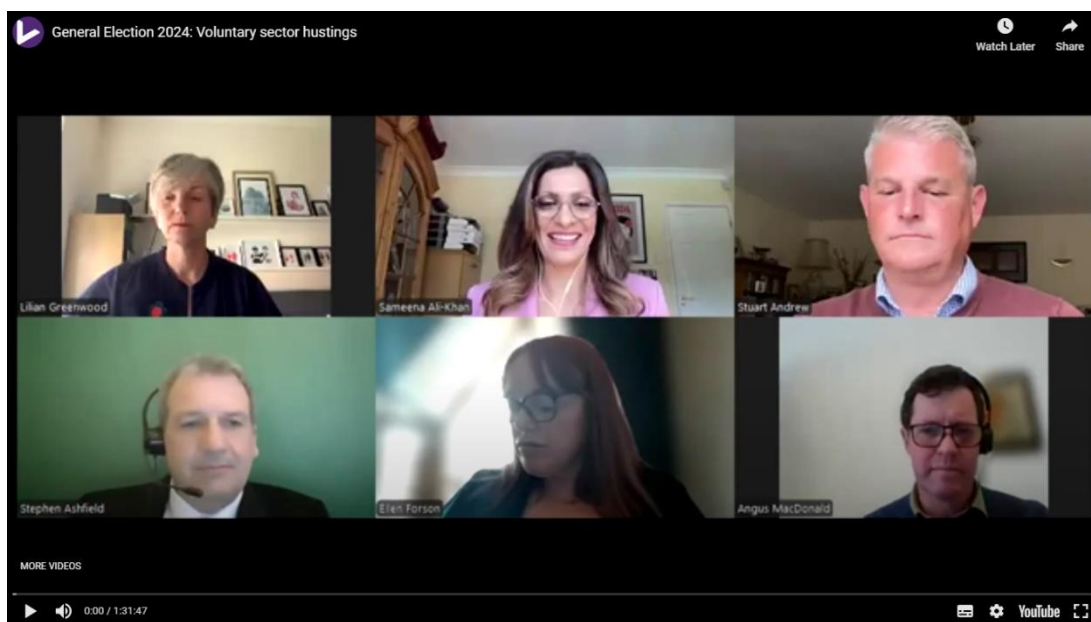 General Election 2024: Voluntary sector hustings
Watch Later
Share
Lilian Greenwood
Sameena Ali-Khan
Stuart Andrew
Stephen Ashfield
Ellen Forson
Angus MacDonald
MORE VIDEOS
0:00 / 1:31:47
YouTube